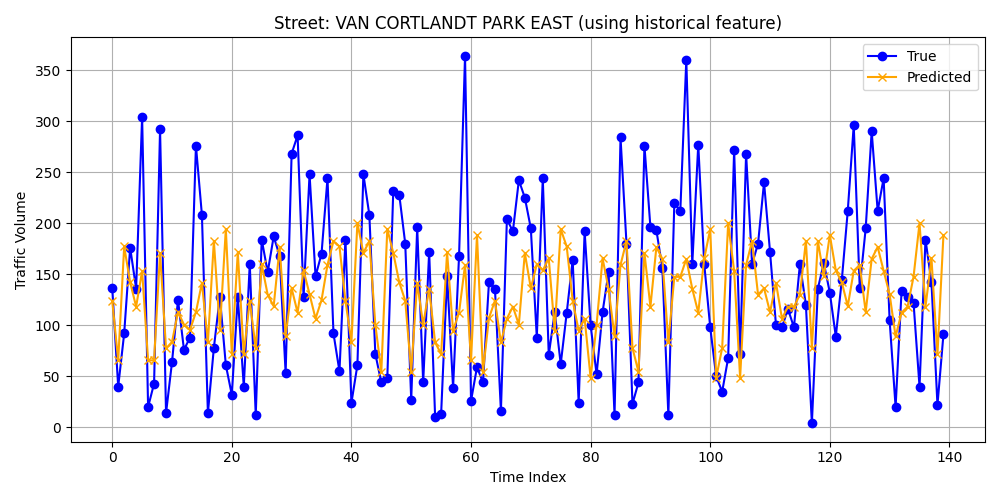 Street: VAN CORTLANDT PARK EAST (using historical feature)
True
Predicted
Traffic Volume
350
300
250
200
150
100
50
0
0 20 40 60 80 100 120 140
Time Index